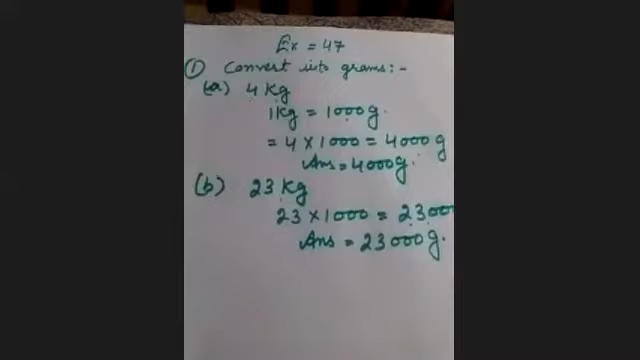 Ex = 47
① Convert into grams:-
(a) 4 Kg
1Kg = 1000g.
= 4 × 1000 = 4000 g
Ans = 4000g.
(b) 23 Kg
23 × 1000 = 23000
Ans = 23000g.